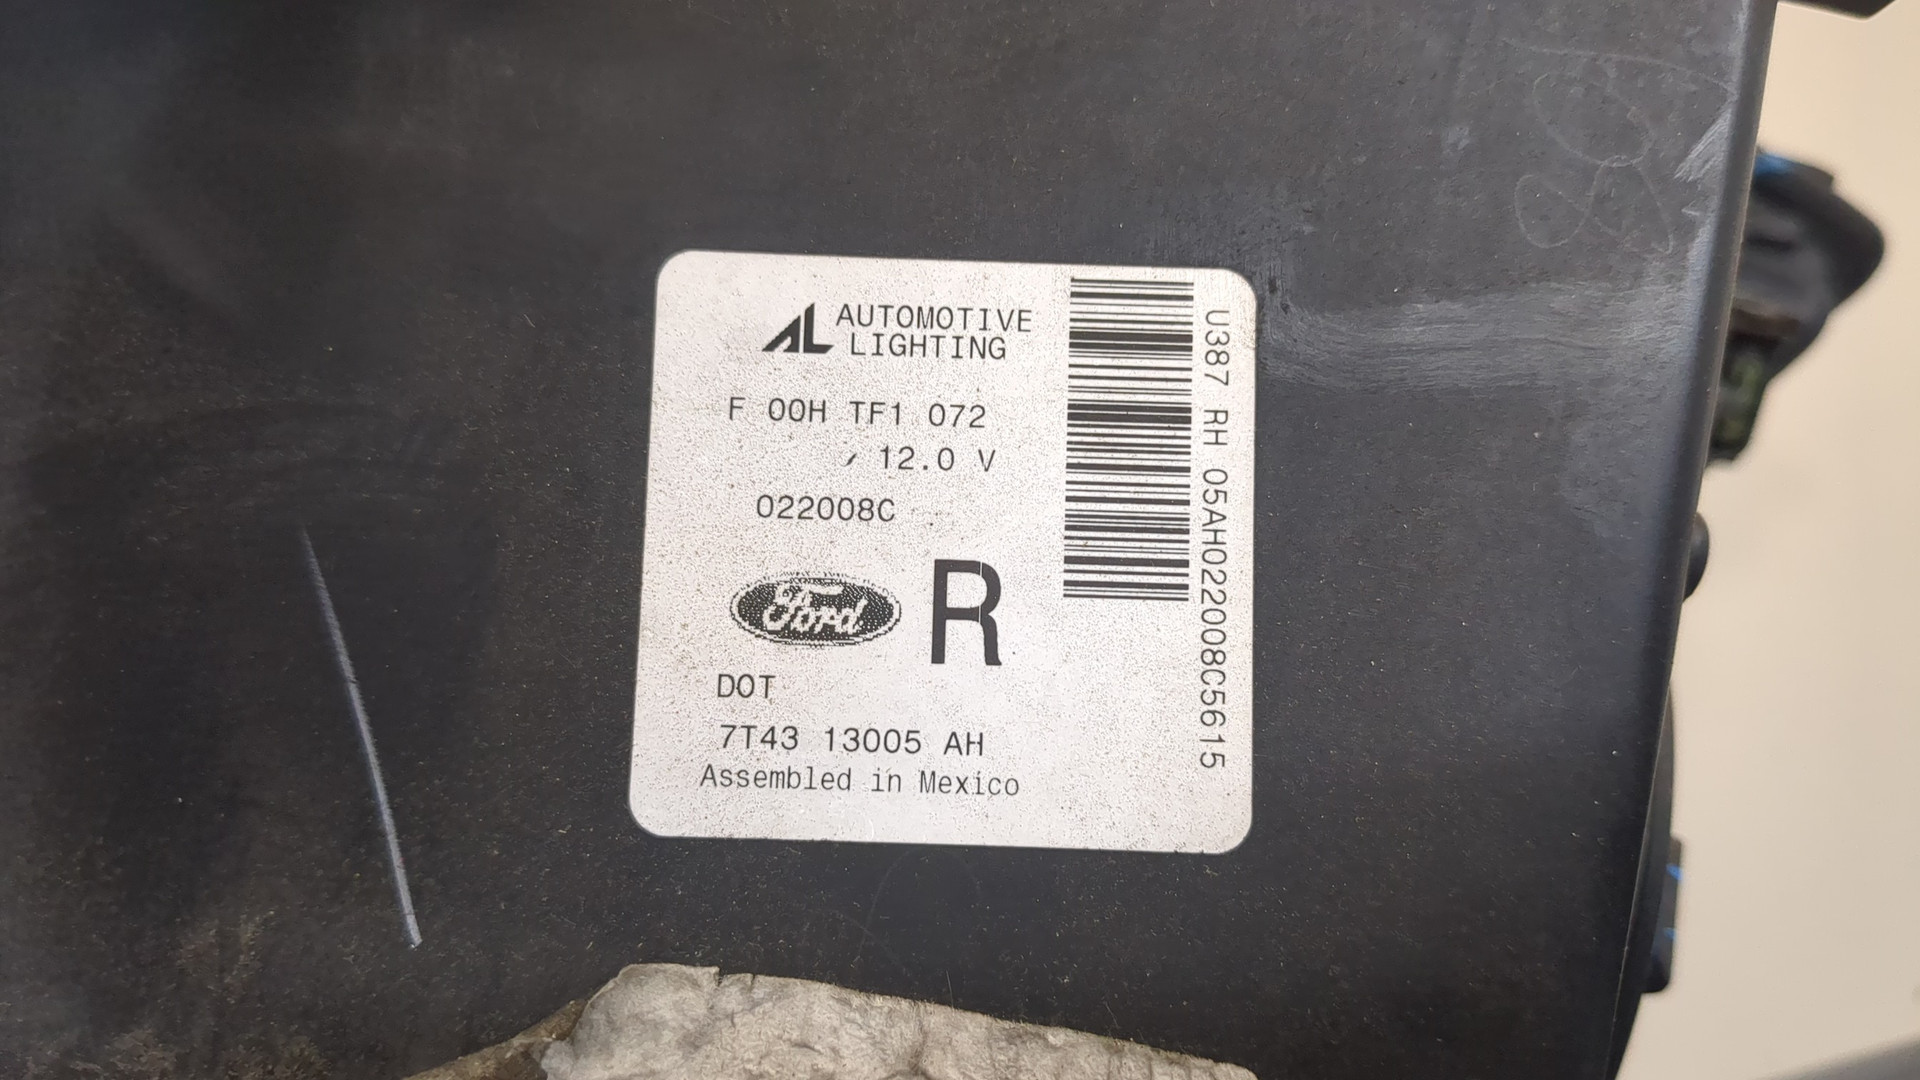 AL AUTOMOTIVE
LIGHTING
F 00H TF1 072
12.0 V
022008C
Ford R
DOT
7T43 13005 AH
Assembled in Mexico
U387 RH 05AH022008C5615